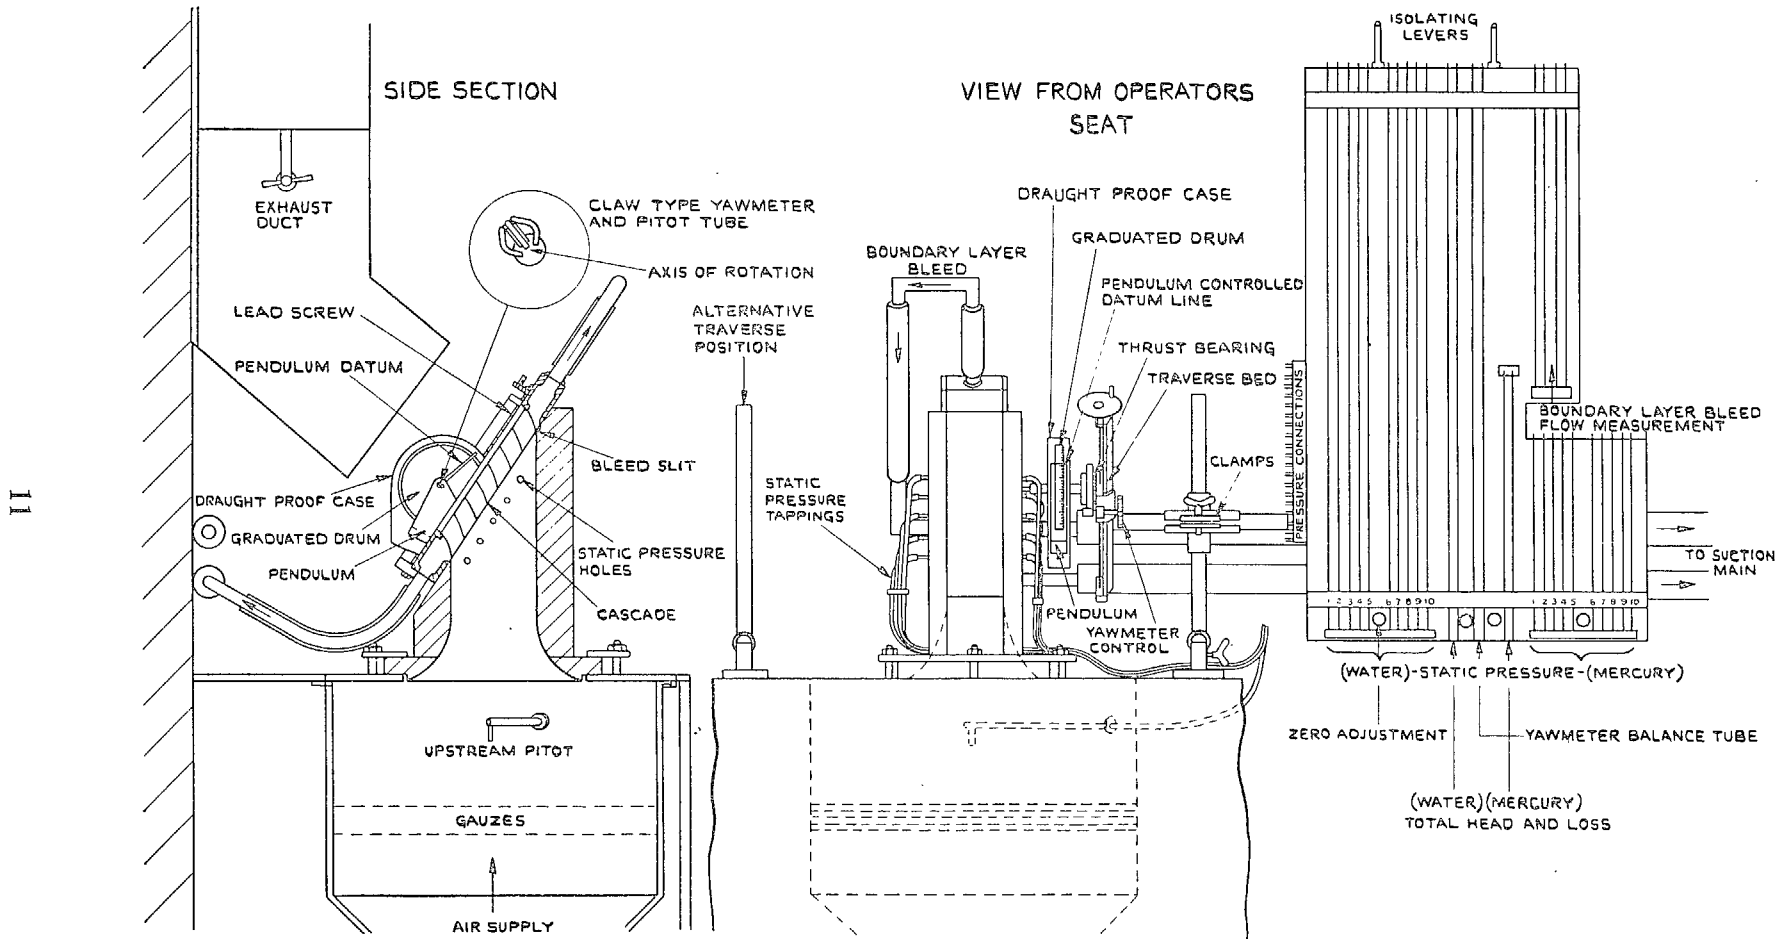 SIDE SECTION
EXHAUST
DUCT
CLAW TYPE YAWMETER
AND PITOT TUBE
AXIS OF ROTATION
LEAD SCREW
PENDULUM DATUM
BLEED SLIT
DRAUGHT PROOF CASE
GRADUATED DRUM
PENDULUM
STATIC PRESSURE
HOLES
CASCADE
UPSTREAM PITOT
GAUZES
AIR SUPPLY
11
VIEW FROM OPERATORS
SEAT
ISOLATING
LEVERS
DRAUGHT PROOF CASE
GRADUATED DRUM
BOUNDARY LAYER
BLEED
PENDULUM CONTROLLED
DATUM LINE
ALTERNATIVE
TRAVERSE
POSITION
THRUST BEARING
TRAVERSE BED
PRESSURE CONNECTIONS
BOUNDARY LAYER BLEED
FLOW MEASUREMENT
CLAMPS
STATIC
PRESSURE
TAPPINGS
TO SUCTION
MAIN
PENDULUM
YAWMETER
CONTROL
1 2 3 4 5 6 7 8 9 10
1 2 3 4 5 6 7 8 9 10
(WATER)-STATIC PRESSURE-(MERCURY)
ZERO ADJUSTMENT
YAWMETER BALANCE TUBE
(WATER)(MERCURY)
TOTAL HEAD AND LOSS